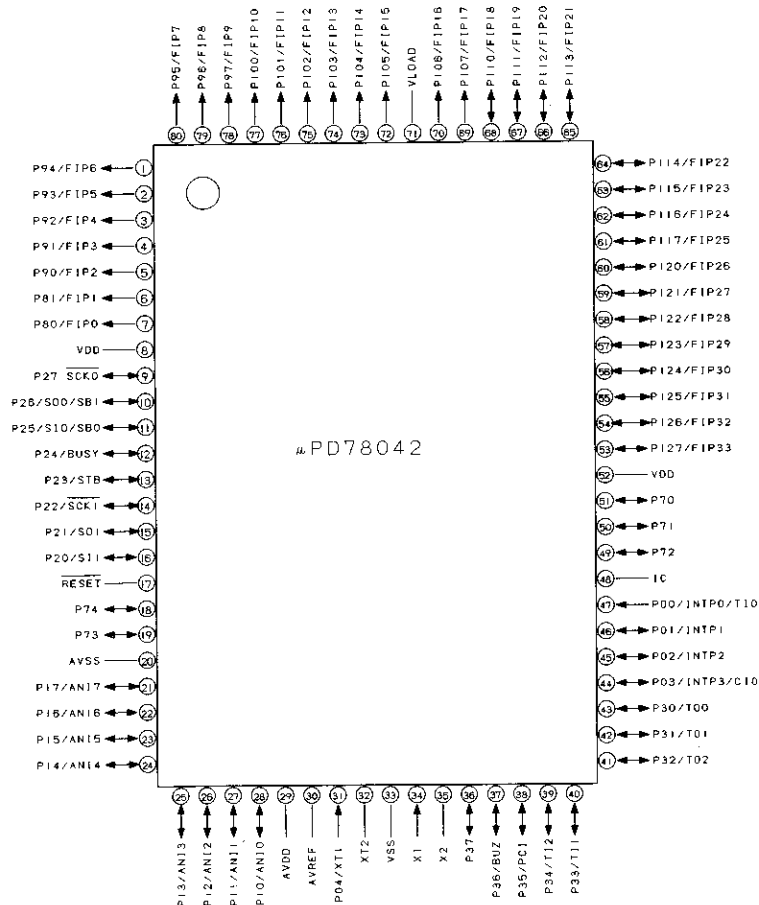 P95/FIP7
P96/FIP8
P97/FIP9
P100/FIP10
P101/FIP11
P102/FIP12
P103/FIP13
P104/FIP14
P105/FIP15
VLOAD
P106/FIP16
P107/FIP17
P110/FIP18
P111/FIP19
P112/FIP20
P113/FIP21
80 79 78 77 76 75 74 73 72 71 70 69 68 67 66 65
P94/FIP6 1
P93/FIP5 2
P92/FIP4 3
P91/FIP3 4
P90/FIP2 5
P81/FIP1 6
P80/FIP0 7
VDD 8
P27 SCK0 9
P26/SO0/SB1 10
P25/SI0/SB0 11
P24/BUSY 12
P23/STB 13
P22/SCK1 14
P21/SO1 15
P20/SI1 16
RESET 17
P74 18
P73 19
AVSS 20
P17/ANI7 21
P16/ANI6 22
P15/ANI5 23
P14/ANI4 24
μPD78042
64 P114/FIP22
63 P115/FIP23
62 P116/FIP24
61 P117/FIP25
60 P120/FIP26
59 P121/FIP27
58 P122/FIP28
57 P123/FIP29
56 P124/FIP30
55 P125/FIP31
54 P126/FIP32
53 P127/FIP33
52 VDD
51 P70
50 P71
49 P72
48 IC
47 P00/INTP0/TI0
46 P01/INTP1
45 P02/INTP2
44 P03/INTP3/CI0
43 P30/TO0
42 P31/TO1
41 P32/TO2
25 26 27 28 29 30 31 32 33 34 35 36 37 38 39 40
P13/ANI3
P12/ANI2
P11/ANI1
P10/ANI0
AVDD
AVREF
P04/XT1
XT2
VSS
X1
X2
P37
P36/BUZ
P35/PCl
P34/TI2
P33/TI1